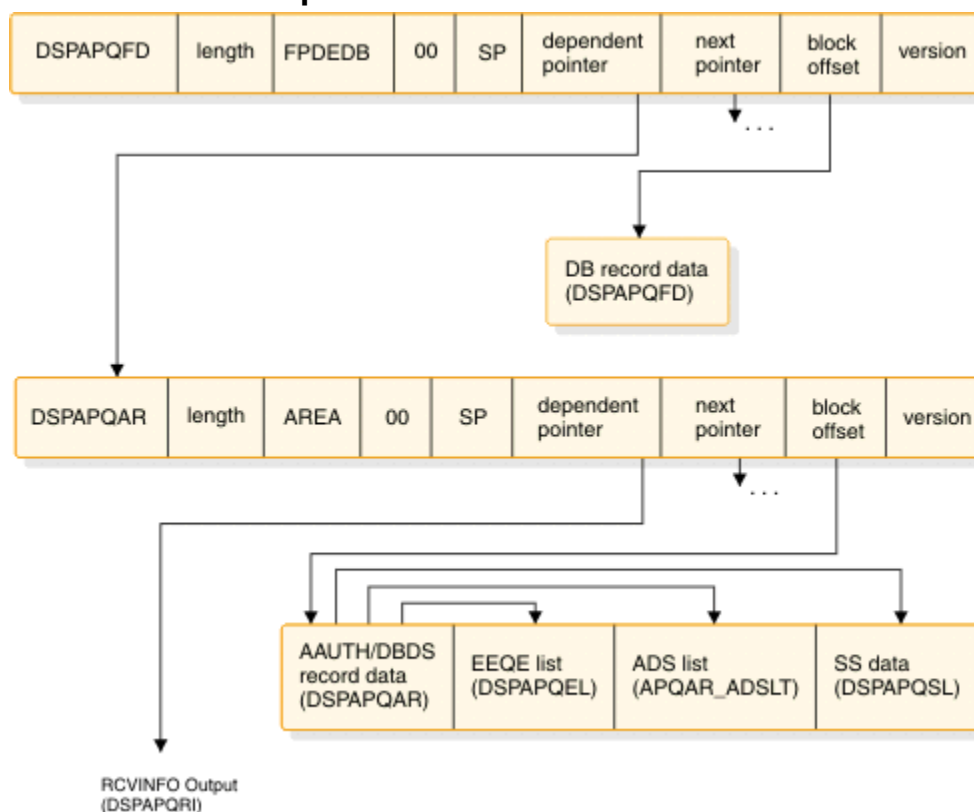 DSPAPQFD length FPDEDB 00 SP dependent pointer next pointer block offset version
. . .
DB record data
(DSPAPQFD)
DSPAPQAR length AREA 00 SP dependent pointer next pointer block offset version
. . .
AAUTH/DBDS
record data
(DSPAPQAR)
EEQE list
(DSPAPQEL)
ADS list
(APQAR_ADSLT)
SS data
(DSPAPQSL)
RCVINFO Output
(DSPAPQRI)